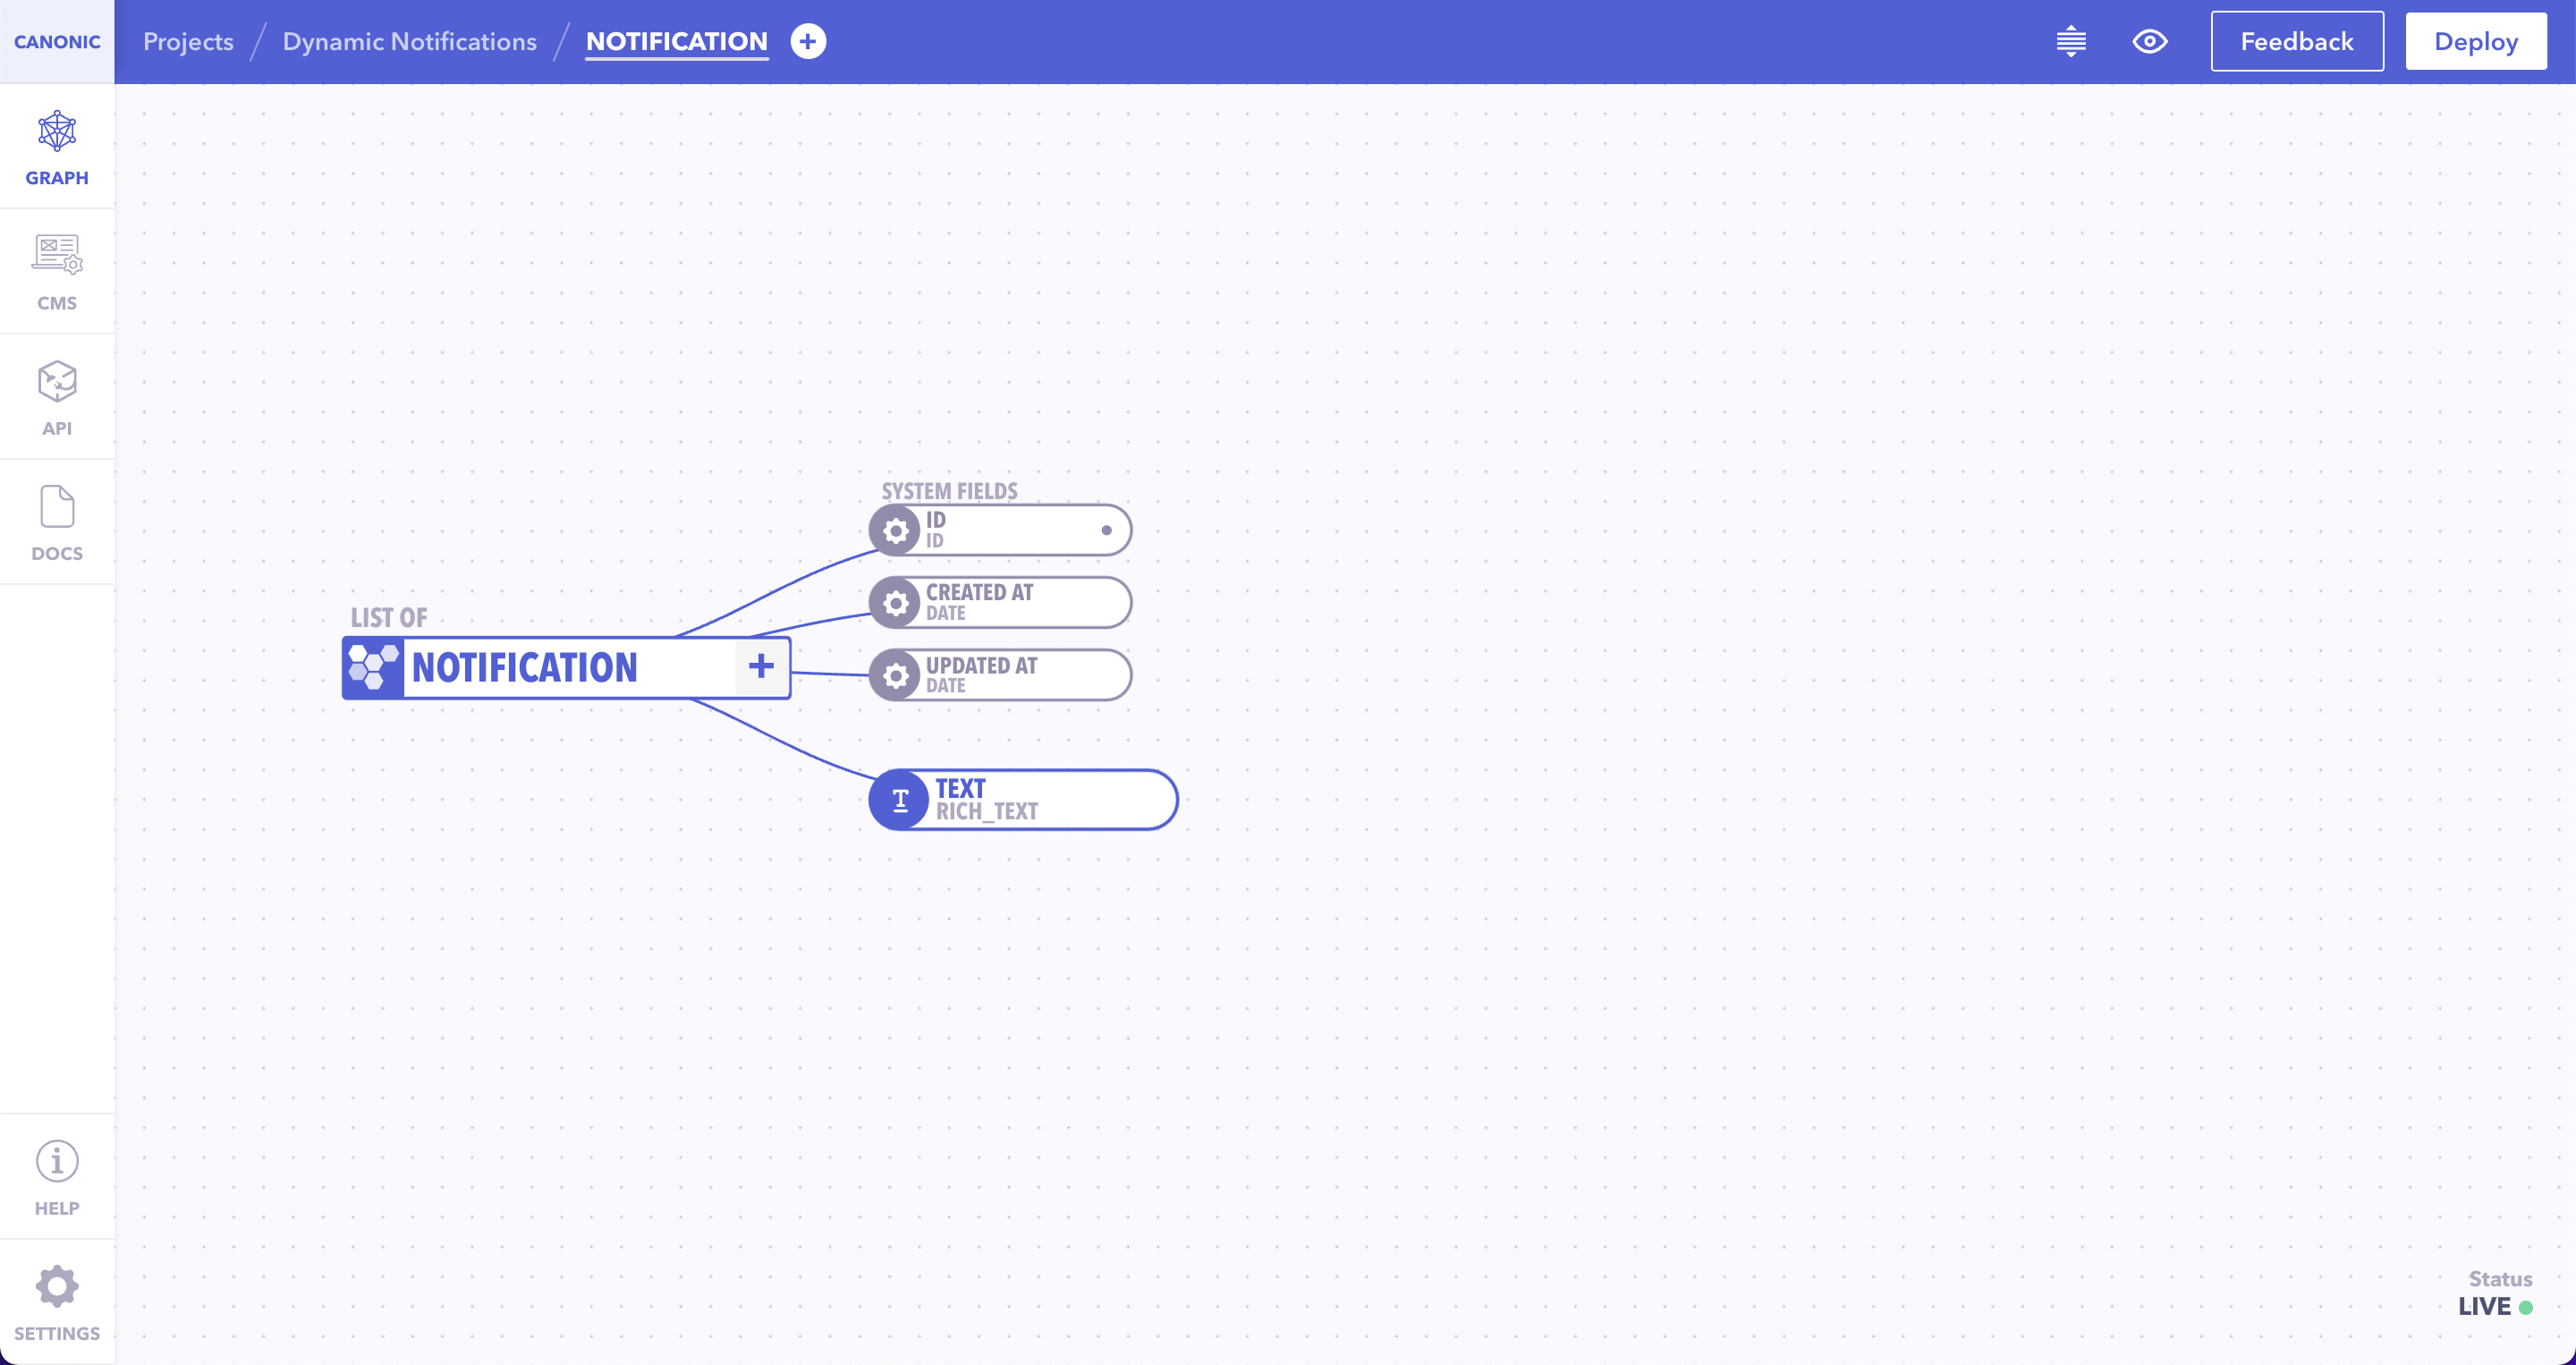 CANONIC
Projects / Dynamic Notifications / NOTIFICATION
Feedback
Deploy
GRAPH
CMS
API
DOCS
HELP
SETTINGS
LIST OF
NOTIFICATION
SYSTEM FIELDS
ID
ID
CREATED AT
DATE
UPDATED AT
DATE
TEXT
RICH_TEXT
Status
LIVE